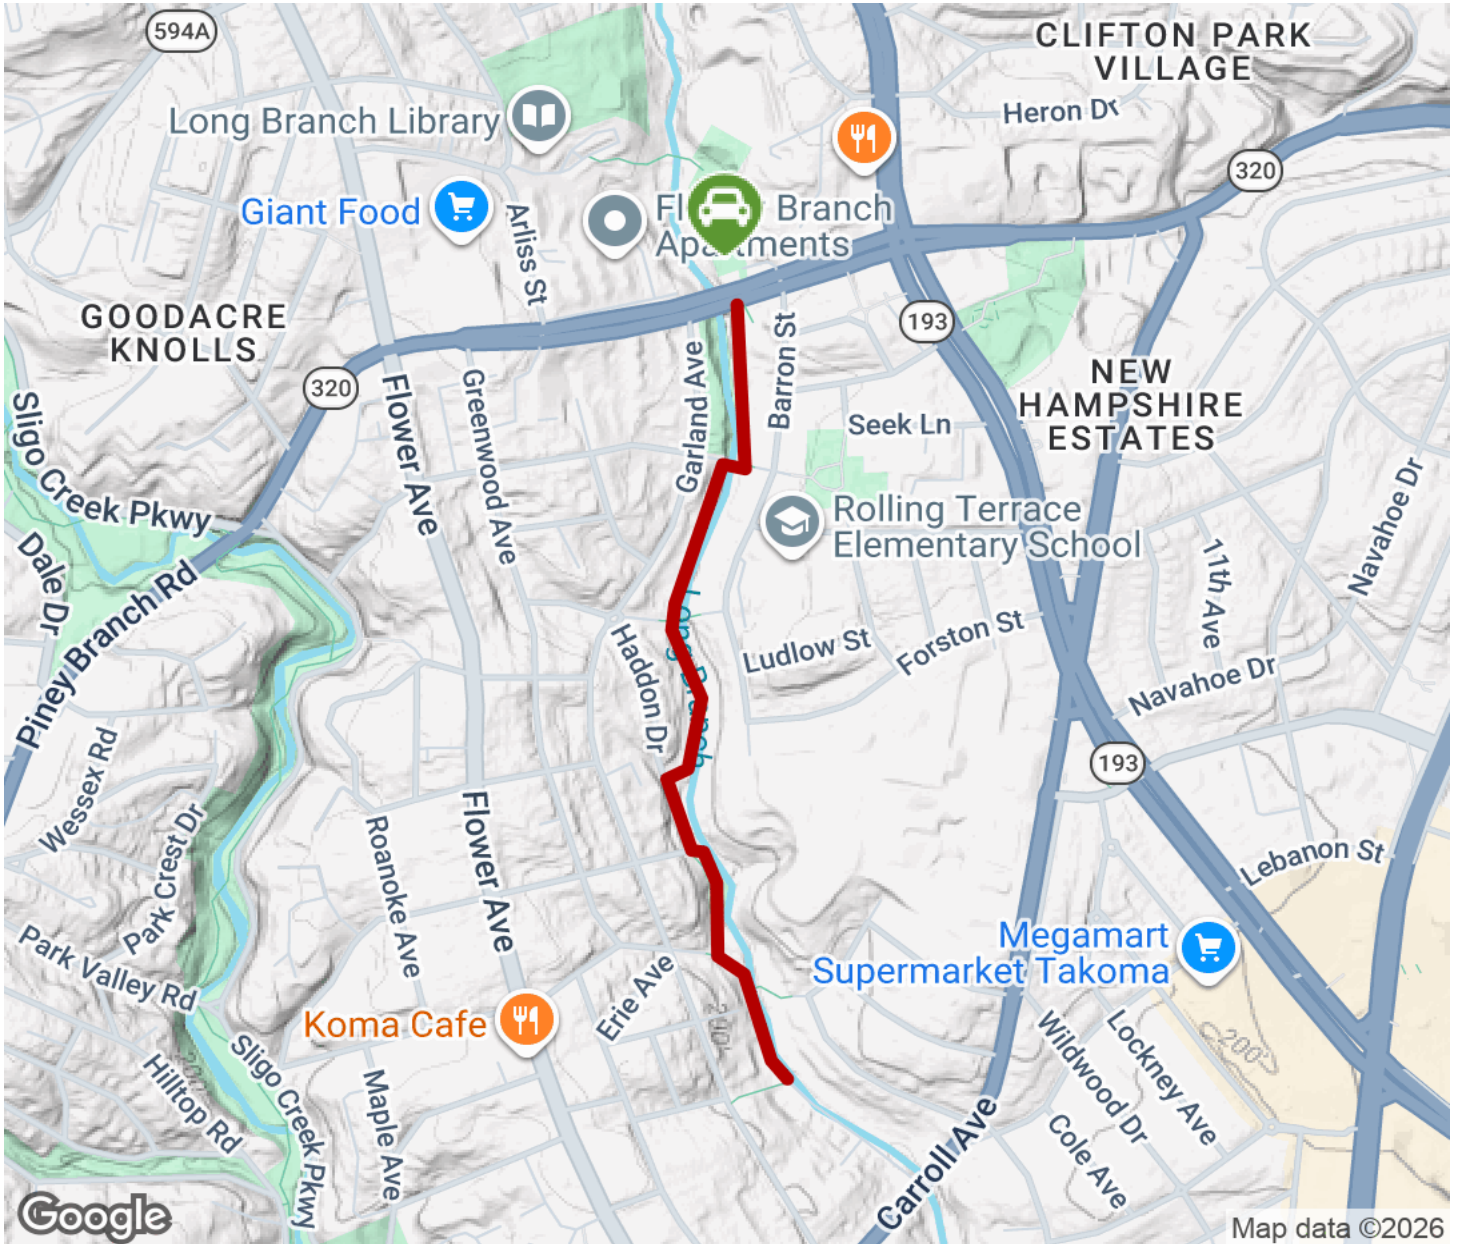 594A
CLIFTON PARK
VILLAGE
Heron Dr
Long Branch Library
320
Giant Food
Arliss St
Branch
Apartments
GOODACRE
KNOLLS
193
320
Garland Ave
Barron St
NEW
HAMPSHIRE
ESTATES
Flower Ave
Greenwood Ave
Seek Ln
Sligo Creek Pkwy
Rolling Terrace
Elementary School
Navahoe Dr
11th Ave
Dale Dr
Piney Branch Rd
Haddon Dr
Ludlow St
Forston St
Navahoe Dr
Wessex Rd
193
Park Crest Dr
Roanoke Ave
Flower Ave
Lebanon St
Park Valley Rd
Megamart
Supermarket Takoma
Erie Ave
Koma Cafe
200'
200'
Hilltop Rd
Sligo Creek Pkwy
Maple Ave
Wildwood Dr
Lockney Ave
Cole Ave
Carroll Ave
Google
Map data ©2026